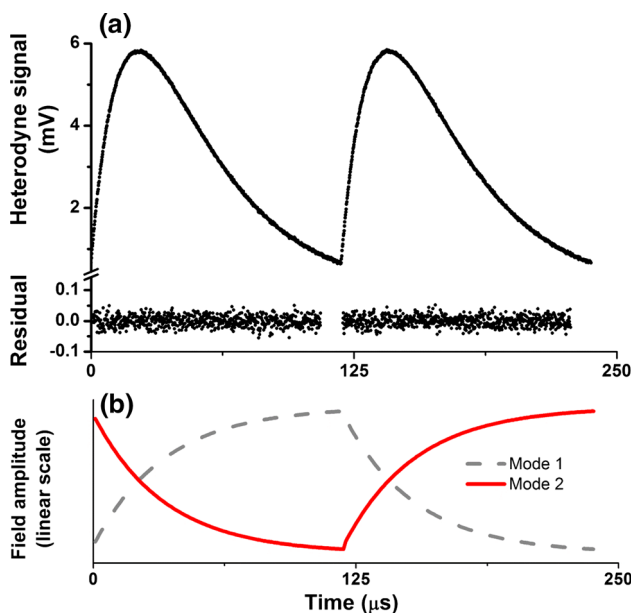 (a)
Heterodyne signal
(mV)
6
4
2
Residual
0.1
0.0
-0.1
0
125
250
(b)
Field amplitude
(linear scale)
Mode 1
Mode 2
0
125
250
Time (μs)